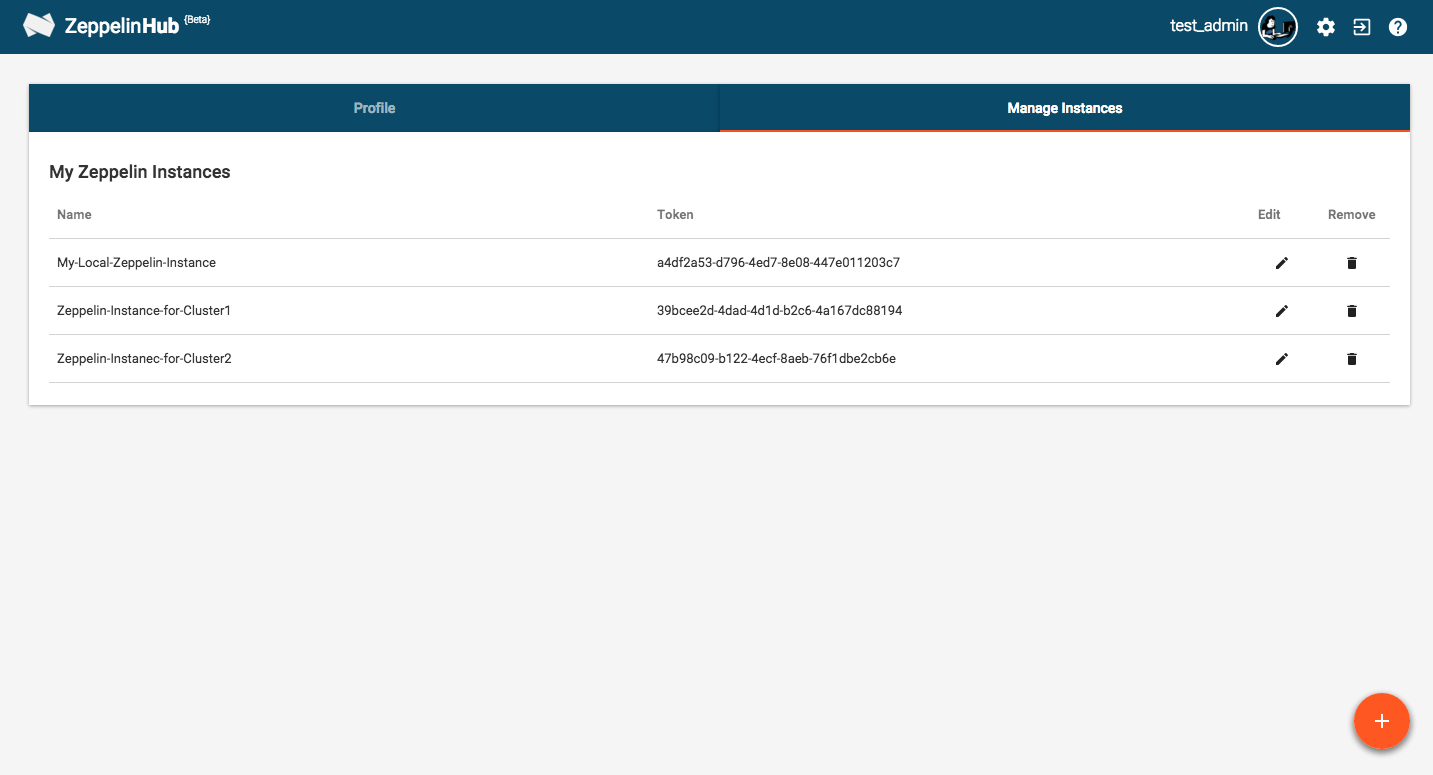 ZeppelinHub {Beta}
test_admin
Profile
Manage Instances
My Zeppelin Instances
Name Token Edit Remove
My-Local-Zeppelin-Instance a4df2a53-d796-4ed7-8e08-447e011203c7
Zeppelin-Instance-for-Cluster1 39bcee2d-4dad-4d1d-b2c6-4a167dc88194
Zeppelin-Instanec-for-Cluster2 47b98c09-b122-4ecf-8aeb-76f1dbe2cb6e